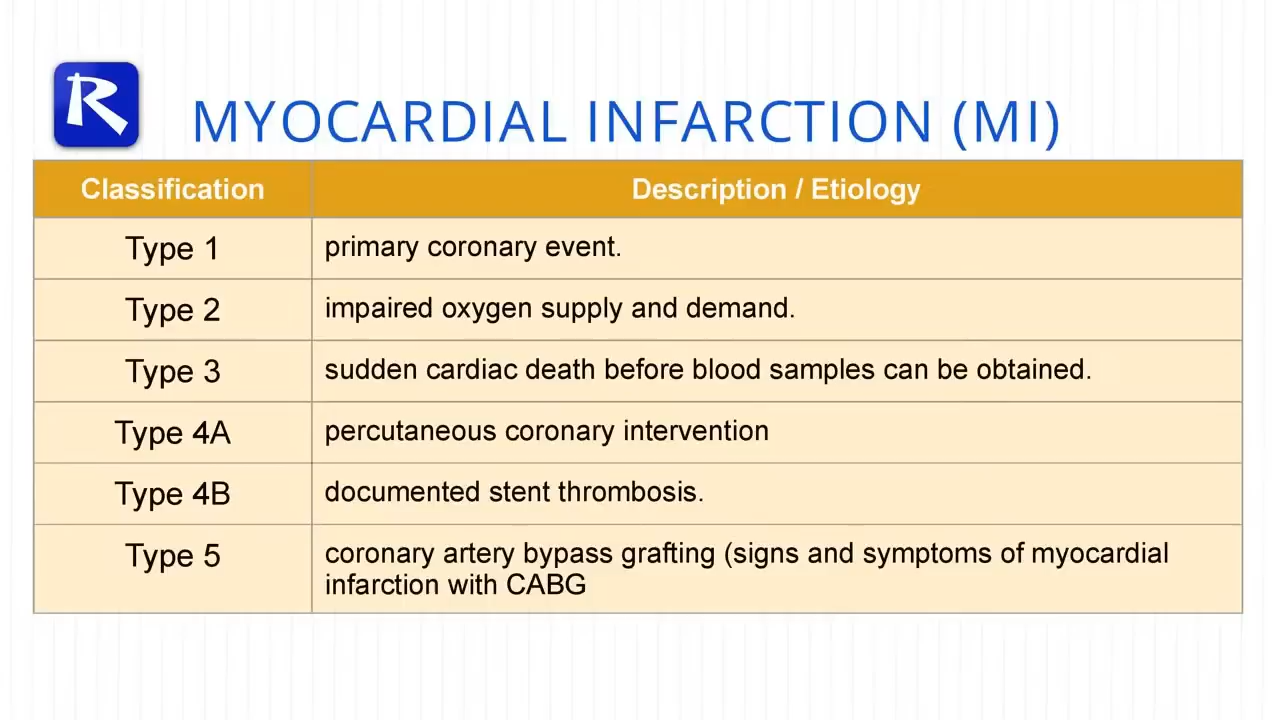 R
MYOCARDIAL INFARCTION (MI)
Classification
Description / Etiology
Type 1
primary coronary event.
Type 2
impaired oxygen supply and demand.
Type 3
sudden cardiac death before blood samples can be obtained.
Type 4A
percutaneous coronary intervention
Type 4B
documented stent thrombosis.
Type 5
coronary artery bypass grafting (signs and symptoms of myocardial
infarction with CABG